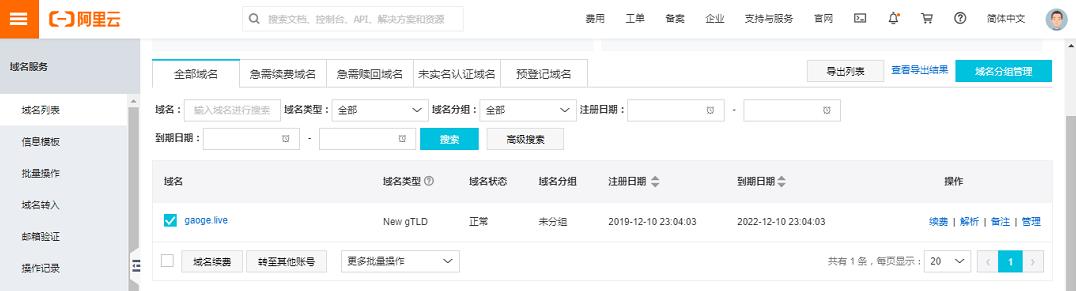 阿里云
搜索文档、控制台、API、解决方案和资源
费用 工单 备案 企业 支持与服务 官网 简体中文
域名服务
域名列表
信息模板
批量操作
域名转入
邮箱验证
操作记录
全部域名 急需续费域名 急需赎回域名 未实名认证域名 预登记域名
导出列表 查看导出结果 域名分组管理
域名： 输入域名进行搜索 域名类型： 全部 域名分组： 全部 注册日期： -
到期日期： - 搜索 高级搜索
域名 域名类型 域名状态 域名分组 注册日期 到期日期 操作
gaoge.live New gTLD 正常 未分组 2019-12-10 23:04:03 2022-12-10 23:04:03 续费 | 解析 | 备注 | 管理
域名续费 转至其他账号 更多批量操作 共有 1 条，每页显示： 20 ‹ 1 ›